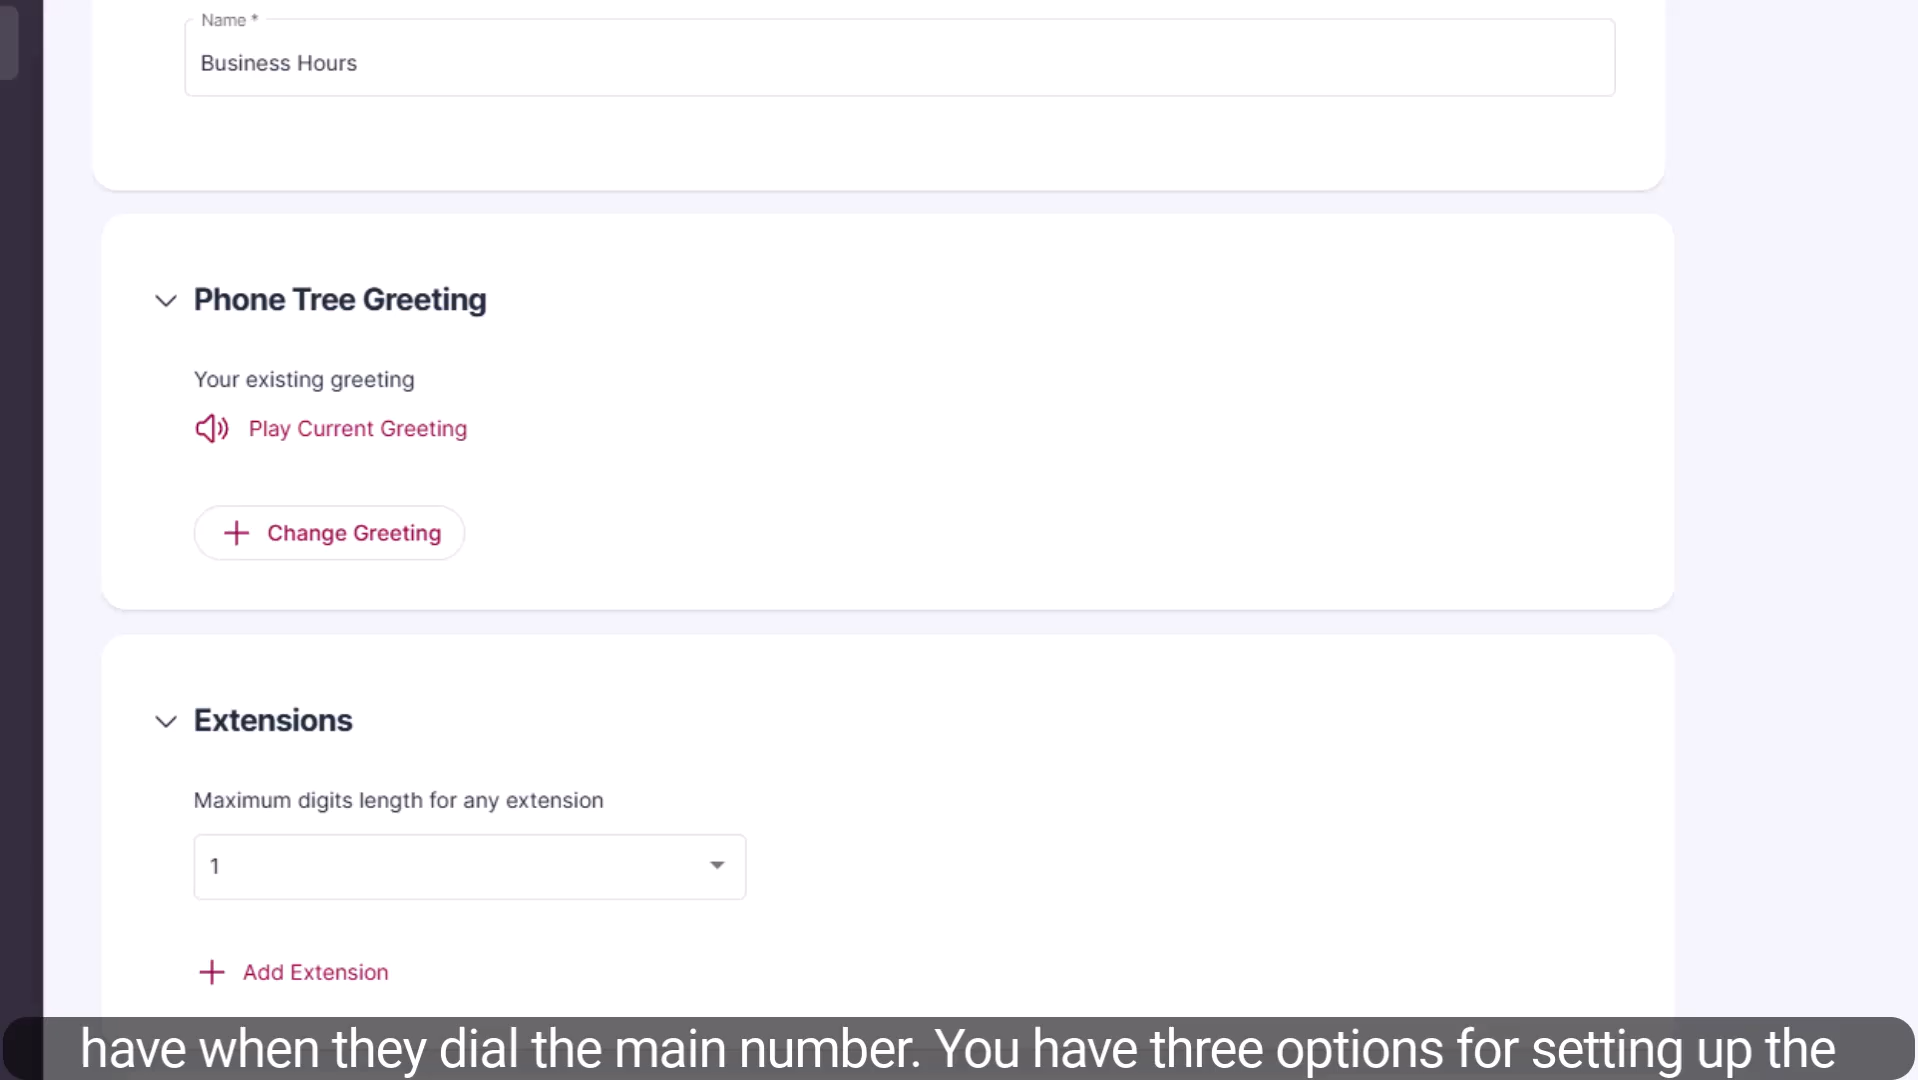 Name *
Business Hours
Phone Tree Greeting
Your existing greeting
Play Current Greeting
Change Greeting
Extensions
Maximum digits length for any extension
1
Add Extension
have when they dial the main number. You have three options for setting up the